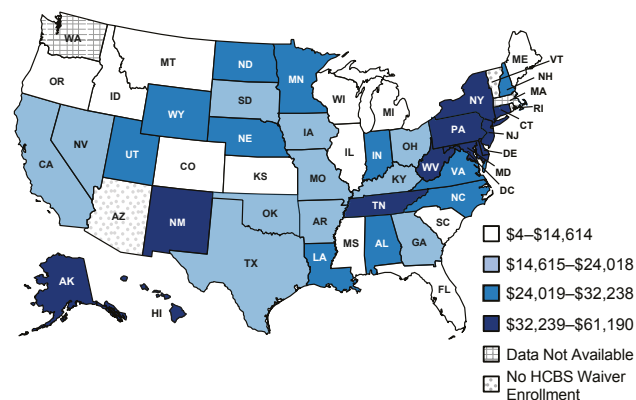 WA
MT
ND
MN
ME
VT
NH
MA
RI
CT
NJ
DE
MD
DC
OR
ID
WY
SD
WI
MI
NY
PA
NV
UT
NE
IA
IL
IN
OH
WV
VA
CA
CO
KS
MO
KY
NC
AZ
NM
OK
AR
TN
SC
TX
LA
MS
AL
GA
FL
AK
HI
$4–$14,614
$14,615–$24,018
$24,019–$32,238
$32,239–$61,190
Data Not Available
No HCBS Waiver
Enrollment